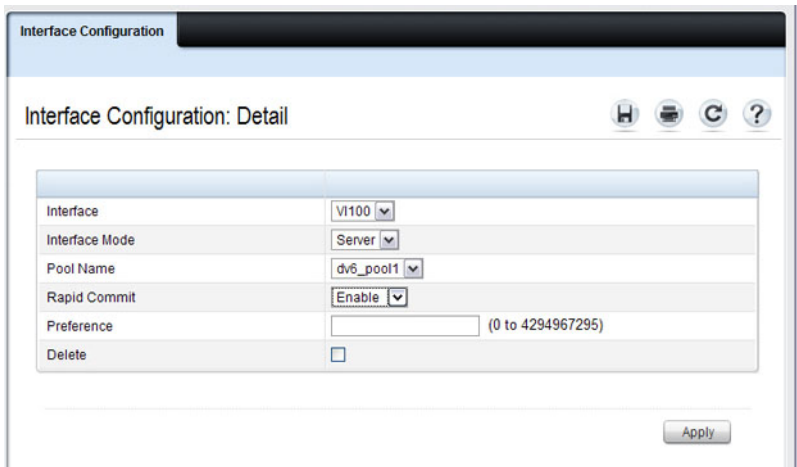 Interface Configuration
Interface Configuration: Detail
Interface Vl100
Interface Mode Server
Pool Name dv6_pool1
Rapid Commit Enable
Preference (0 to 4294967295)
Delete
Apply